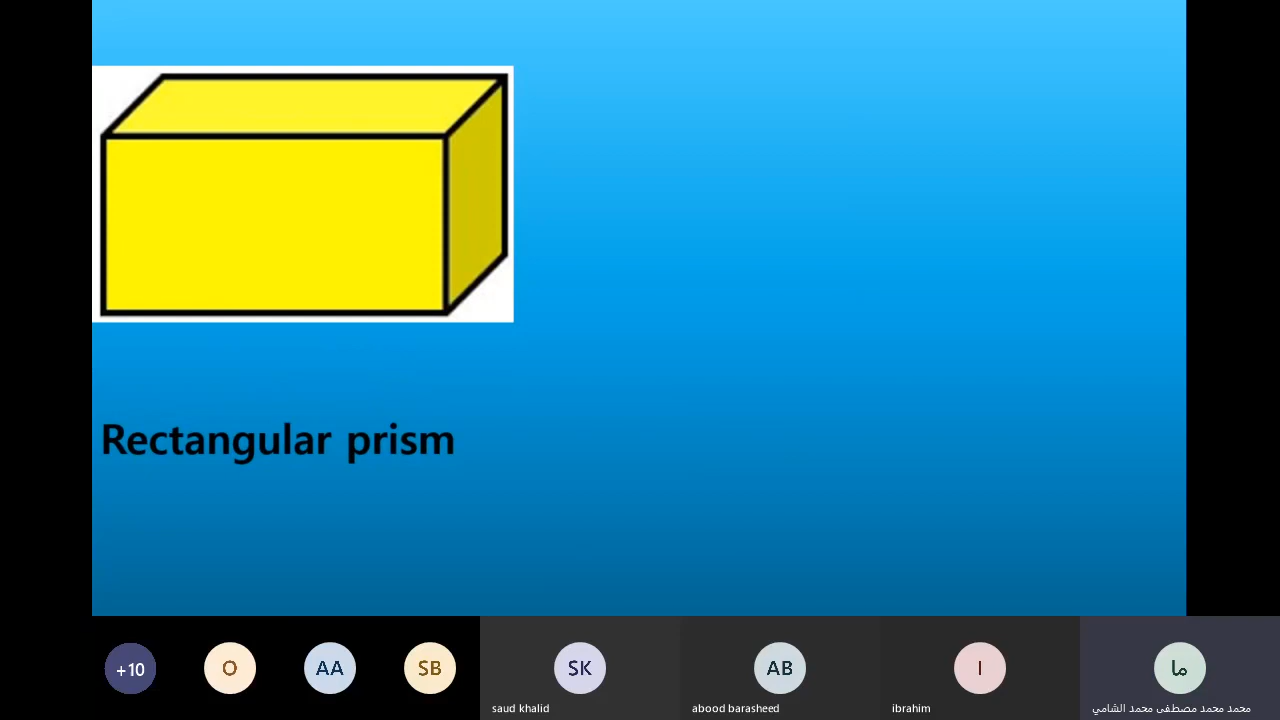 Rectangular prism
+10
O
AA
SB
SK
AB
I
ما
saud khalid
abood barasheed
ibrahim
محمد محمد مصطفى محمد الشامي